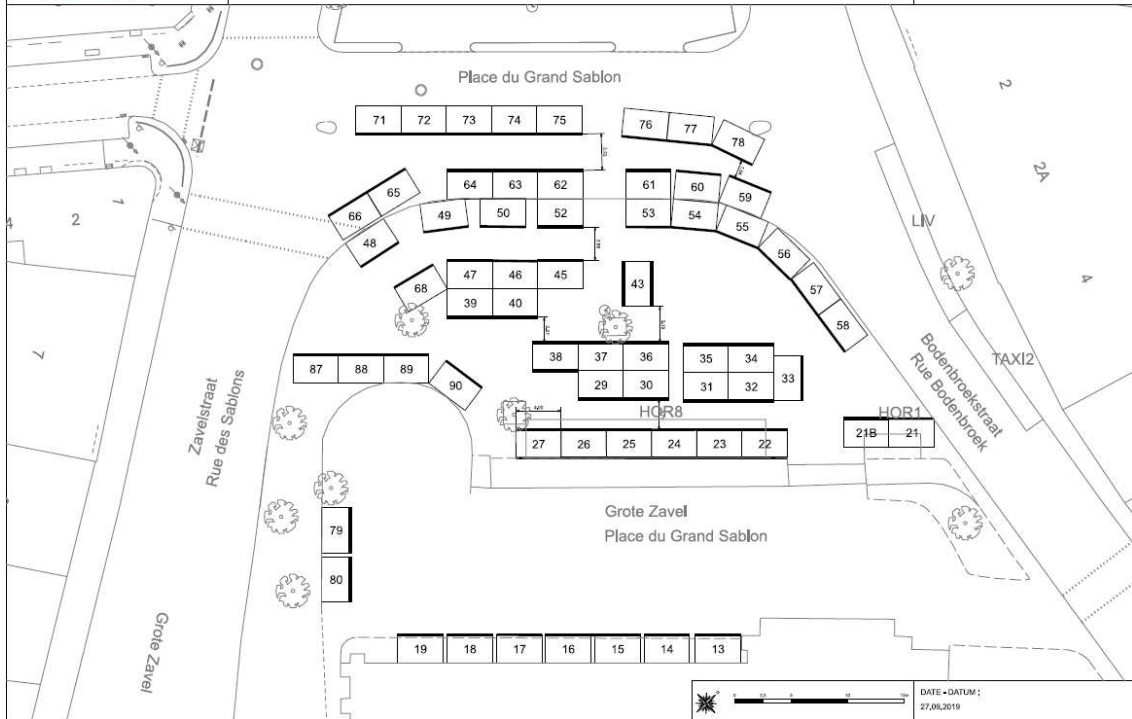 Place du Grand Sablon
71 72 73 74 75
76 77 78
64 63 62
61 60 59
66 65
49 50 52
53 54 55
48
56
47 46 45
68
43
57
39 40
58
38 37 36
35 34
33
29 30
31 32
87 88 89
90
HOR8
HOR1
27 26 25 24 23 22
21B 21
79
80
19 18 17 16 15 14 13
Grote Zavel
Place du Grand Sablon
Zavelstraat
Rue des Sablons
Grote Zavel
Bodenbroekstraat
Rue Bodenbroek
LIV
TAXI2
2
2A
4
1
2
4
7
DATE - DATUM :
27.09.2019